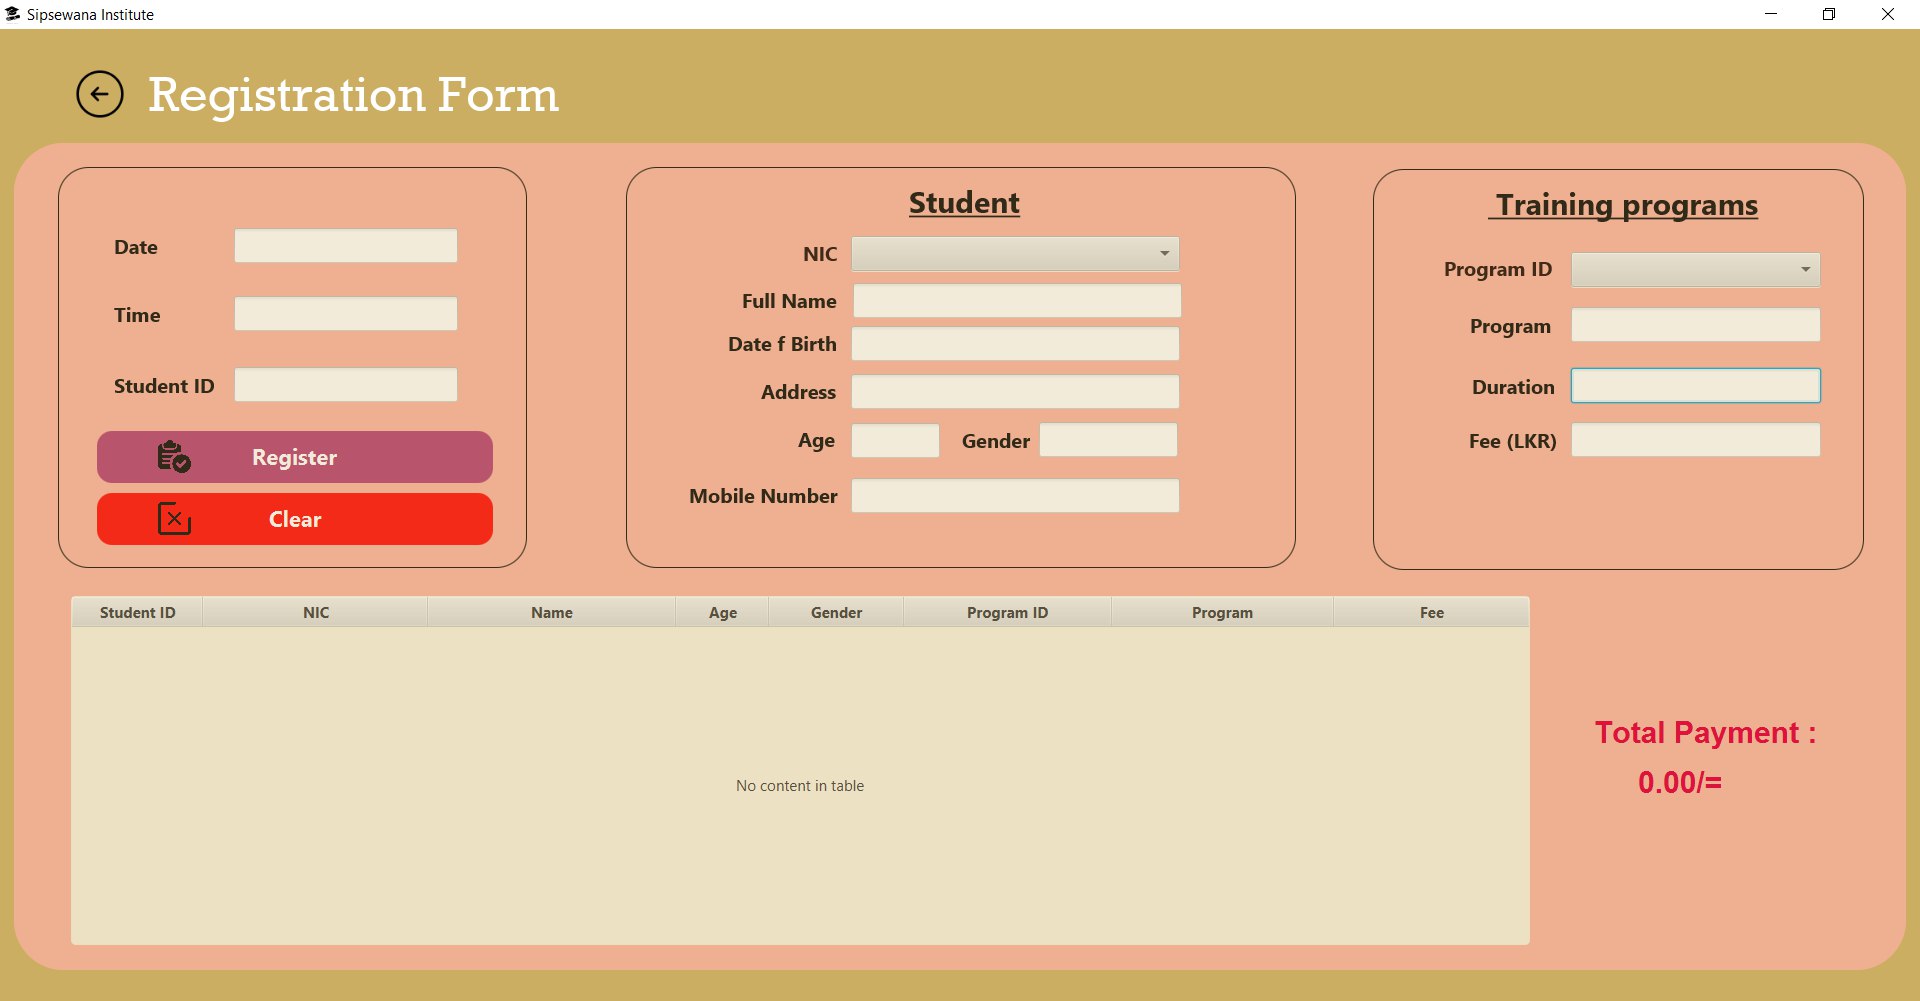 Sipsewana Institute
Registration Form
Date
Time
Student ID
Register
Clear
Student
NIC
Full Name
Date f Birth
Address
Age Gender
Mobile Number
Training programs
Program ID
Program
Duration
Fee (LKR)
Student ID NIC Name Age Gender Program ID Program Fee
No content in table
Total Payment :
0.00/=